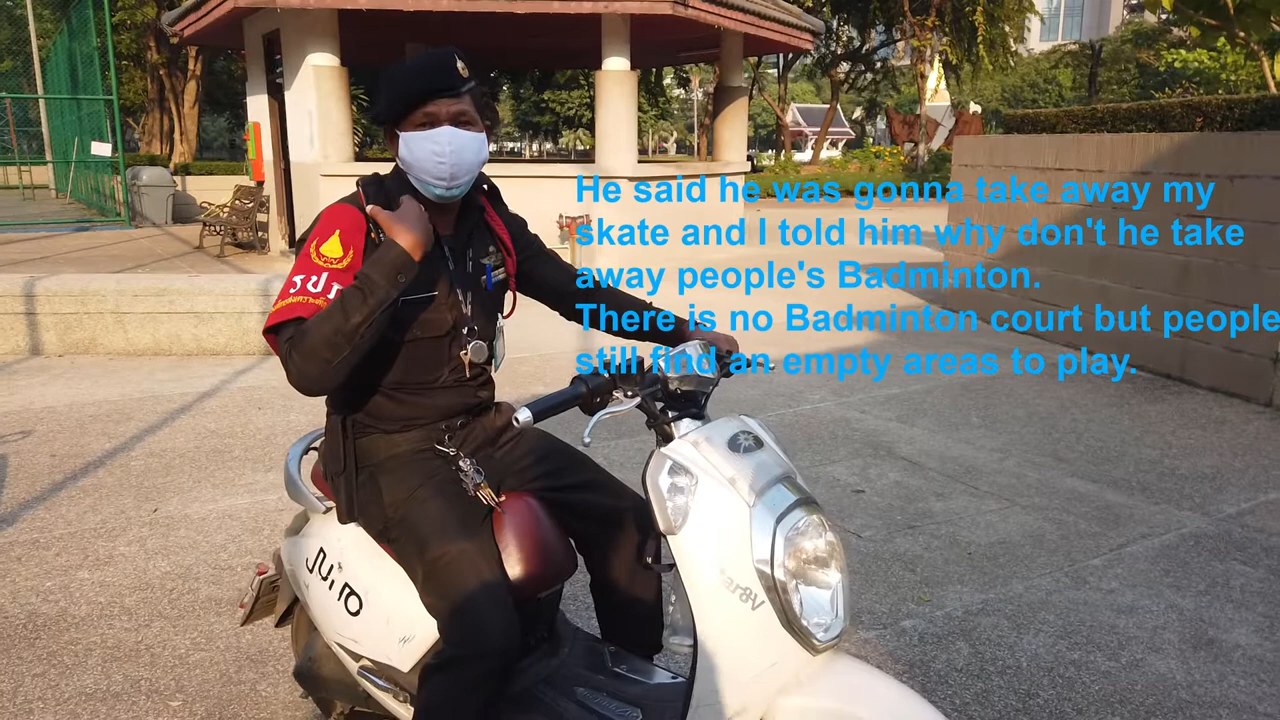 He said he was gonna take away my
skate and I told him why don't he take
away people's Badminton.
There is no Badminton court but people
still find an empty areas to play.
รปภ